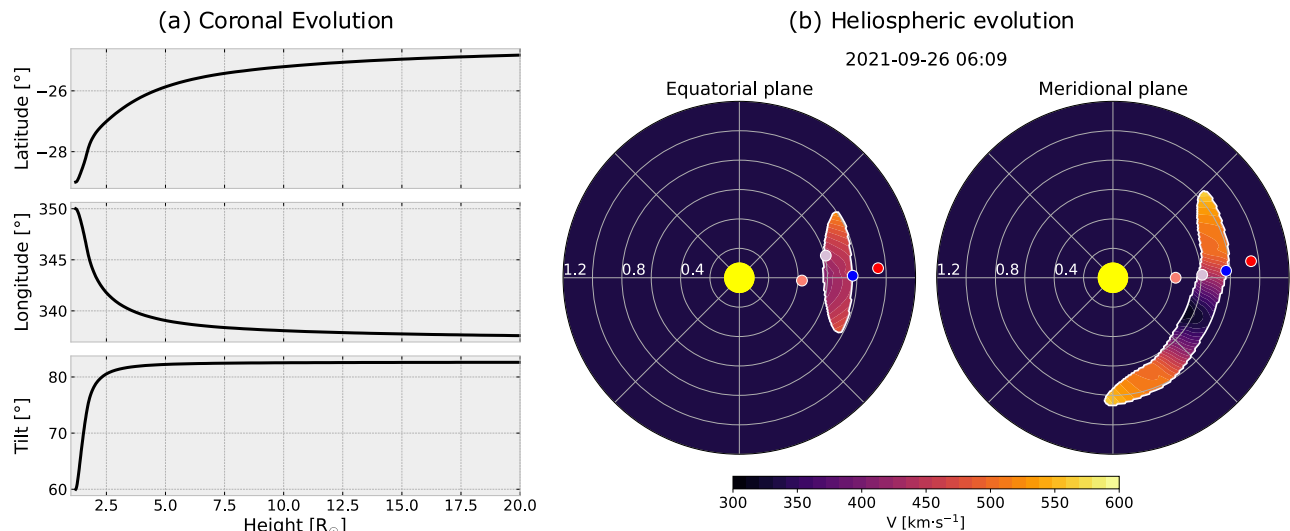 (a) Coronal Evolution
Latitude [°]
−26
−28
Longitude [°]
350
345
340
Tilt [°]
80
70
60
2.5 5.0 7.5 10.0 12.5 15.0 17.5 20.0
Height [R☉]
(b) Heliospheric evolution
2021-09-26 06:09
Equatorial plane
1.2 0.8 0.4
Meridional plane
1.2 0.8 0.4
300 350 400 450 500 550 600
V [km·s⁻¹]